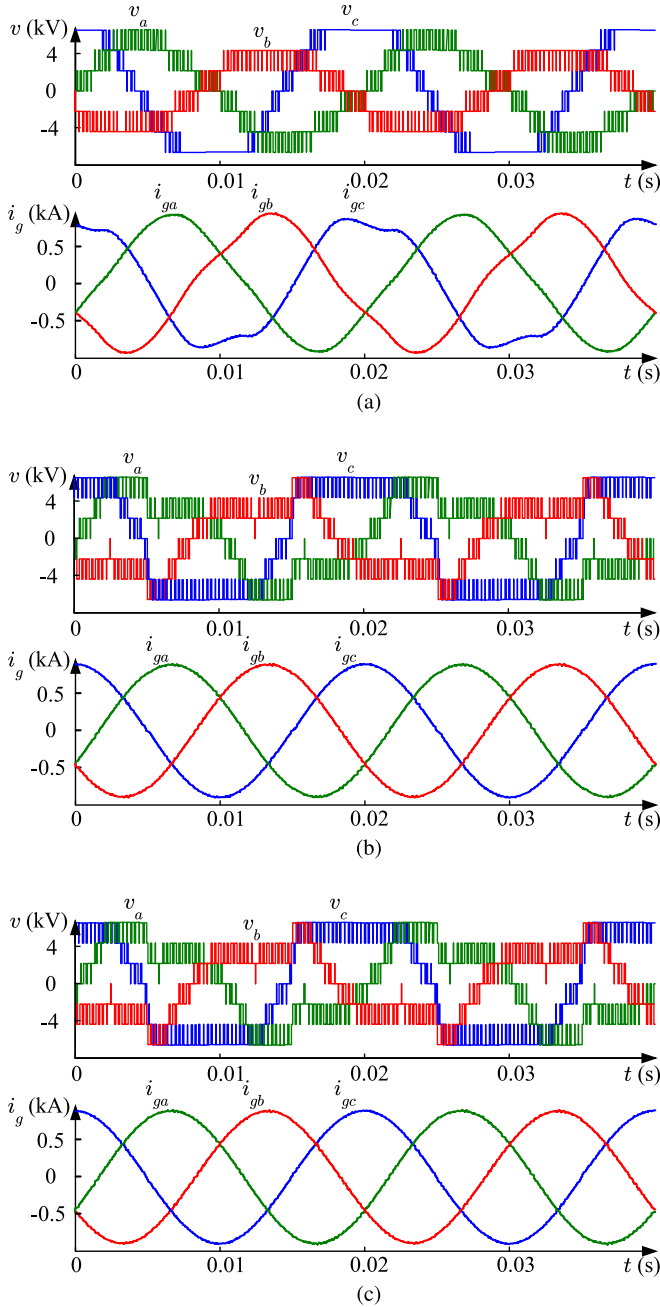 v (kV)
v_a
v_b
v_c
4
0
-4
0
0.01
0.02
0.03
t (s)
i_g (kA)
i_ga
i_gb
i_gc
0.5
0
-0.5
0
0.01
0.02
0.03
t (s)
(a)
v (kV)
v_a
v_b
v_c
4
0
-4
0
0.01
0.02
0.03
t (s)
i_g (kA)
i_ga
i_gb
i_gc
0.5
0
-0.5
0
0.01
0.02
0.03
t (s)
(b)
v (kV)
v_a
v_b
v_c
4
0
-4
0
0.01
0.02
0.03
t (s)
i_g (kA)
i_ga
i_gb
i_gc
0.5
0
-0.5
0
0.01
0.02
0.03
t (s)
(c)